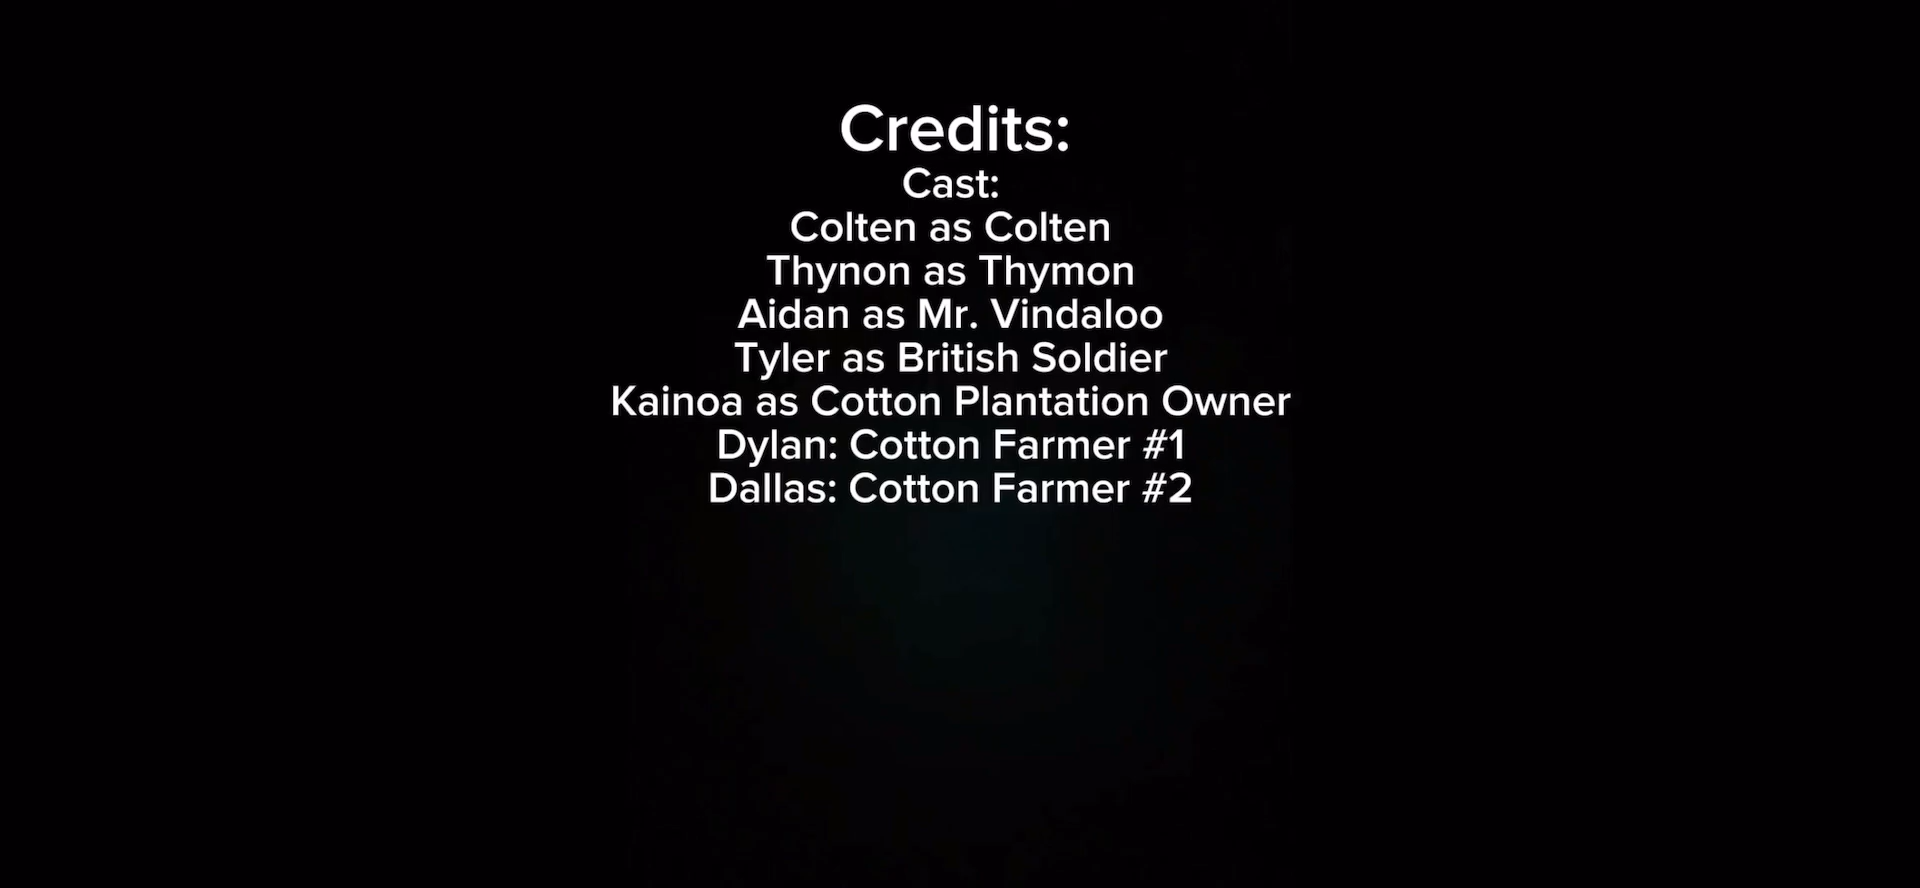 Credits:
Cast:
Colten as Colten
Thynon as Thymon
Aidan as Mr. Vindaloo
Tyler as British Soldier
Kainoa as Cotton Plantation Owner
Dylan: Cotton Farmer #1
Dallas: Cotton Farmer #2